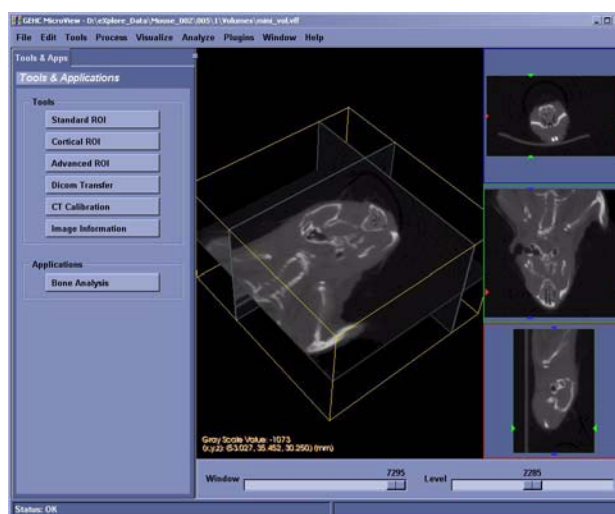 GEHC MicroView - D:\eXplore_Data\Mouse_002\005\1\Volumes\mini_vol.vff
File Edit Tools Process Visualize Analyze Plugins Window Help
Tools & Apps
Tools & Applications
Tools
Standard ROI
Cortical ROI
Advanced ROI
Dicom Transfer
CT Calibration
Image Information
Applications
Bone Analysis
Gray Scale Value: -1073
(x,y,z): (53.027, 35.452, 30.250) (mm)
Window 7295 Level 2285
Status: OK